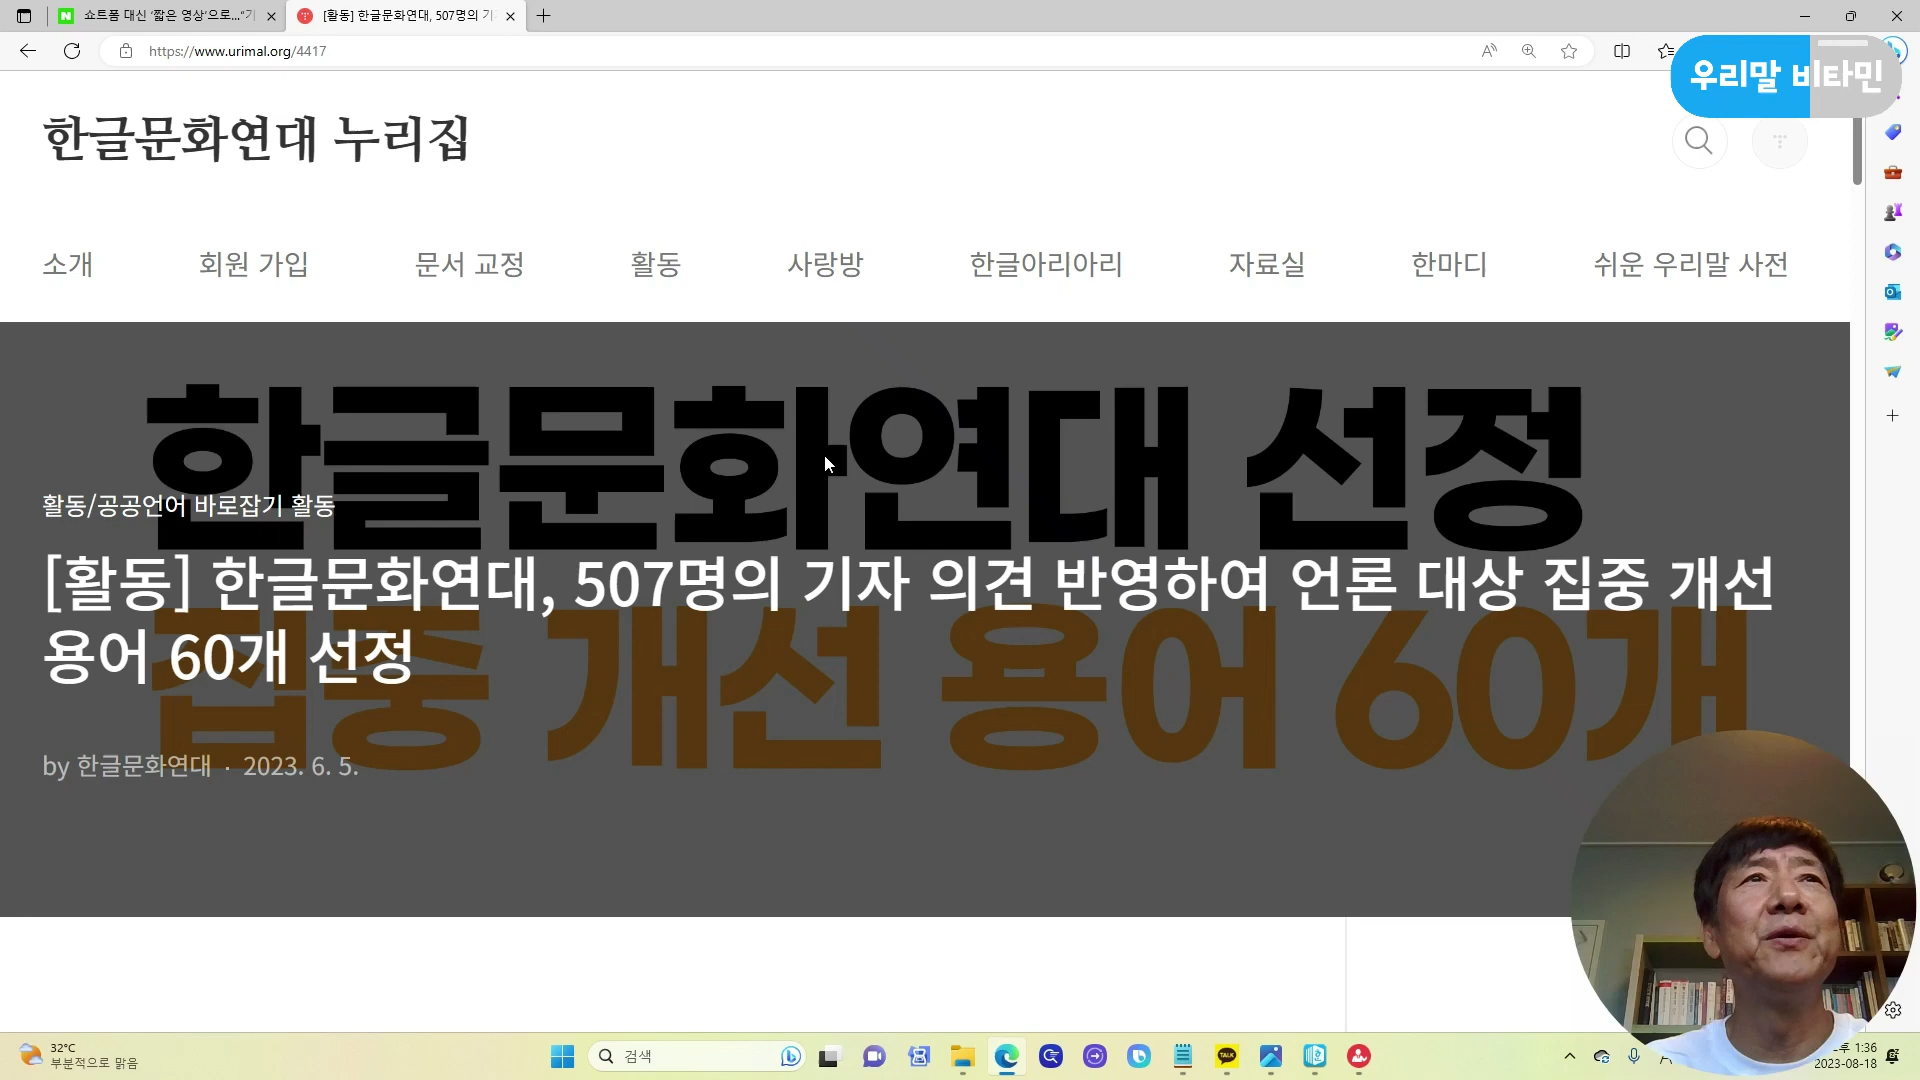 쇼트폼 대신 ‘짧은 영상’으로...“기
[활동] 한글문화연대, 507명의 기
https://www.urimal.org/4417
우리말 비타민
한글문화연대 누리집
소개 회원 가입 문서 교정 활동 사랑방 한글아리아리 자료실 한마디 쉬운 우리말 사전
한글문화연대 선정
활동/공공언어 바로잡기 활동
[활동] 한글문화연대, 507명의 기자 의견 반영하여 언론 대상 집중 개선
용어 60개 선정
집중 개선 용어 60개
by 한글문화연대 · 2023. 6. 5.
32°C
부분적으로 맑음
검색
TALK
1:36
2023-08-18